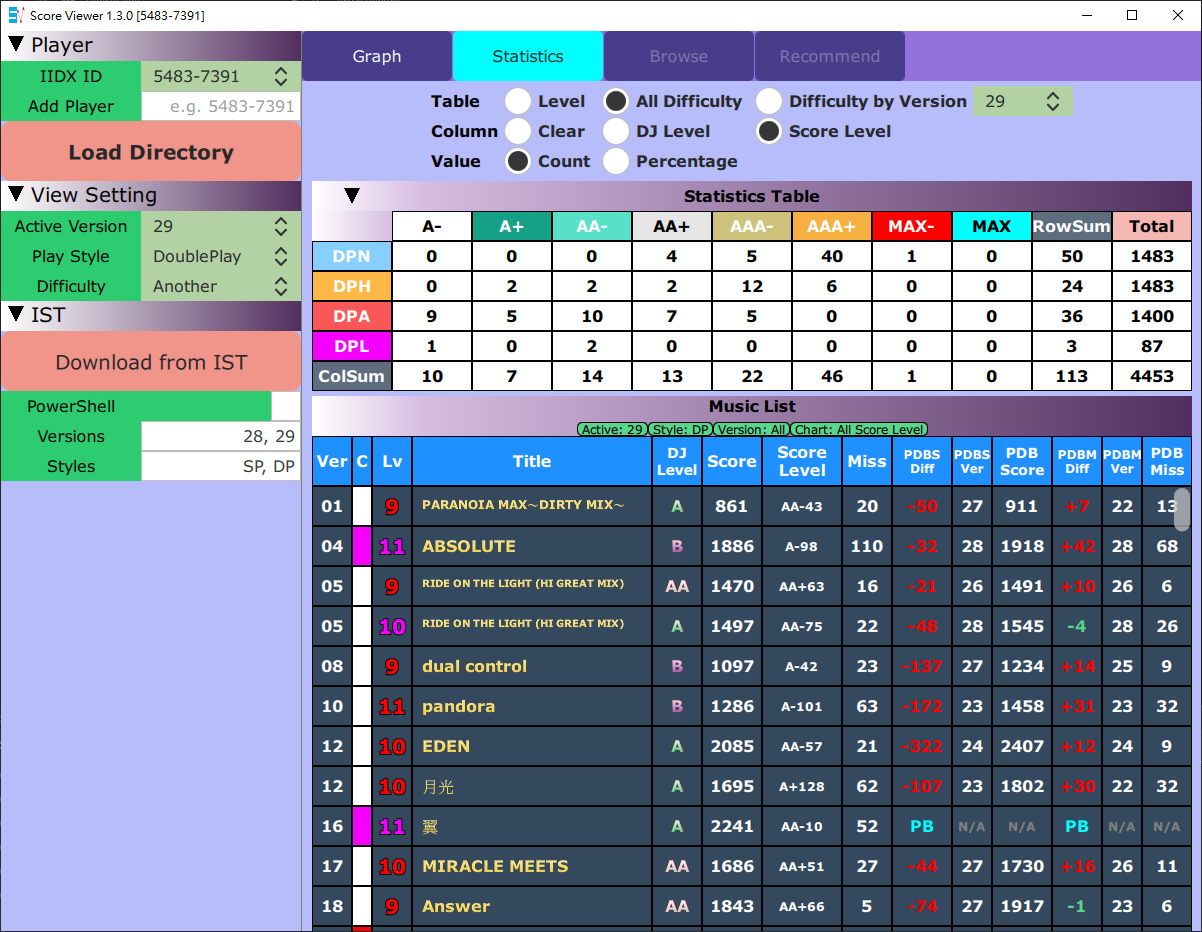 Score Viewer 1.3.0 [5483-7391]
▼ Player
IIDX ID 5483-7391
Add Player e.g. 5483-7391
Load Directory
▼ View Setting
Active Version 29
Play Style DoublePlay
Difficulty Another
▼ IST
Download from IST
PowerShell
Versions 28, 29
Styles SP, DP
Graph Statistics Browse Recommend
Table Level All Difficulty Difficulty by Version 29
Column Clear DJ Level Score Level
Value Count Percentage
▼ Statistics Table
A- A+ AA- AA+ AAA- AAA+ MAX- MAX RowSum Total
DPN 0 0 0 4 5 40 1 0 50 1483
DPH 0 2 2 2 12 6 0 0 24 1483
DPA 9 5 10 7 5 0 0 0 36 1400
DPL 1 0 2 0 0 0 0 0 3 87
ColSum 10 7 14 13 22 46 1 0 113 4453
Music List
Active: 29 Style: DP Version: All Chart: All Score Level
Ver C Lv Title DJ Level Score Score Level Miss PDBS Diff PDBS Ver PDB Score PDBM Diff PDBM Ver PDB Miss
01 9 PARANOIA MAX～DIRTY MIX～ A 861 AA-43 20 -50 27 911 +7 22 13
04 11 ABSOLUTE B 1886 A-98 110 -32 28 1918 +42 28 68
05 9 RIDE ON THE LIGHT (HI GREAT MIX) AA 1470 AA+63 16 -21 26 1491 +10 26 6
05 10 RIDE ON THE LIGHT (HI GREAT MIX) A 1497 AA-75 22 -48 28 1545 -4 28 26
08 9 dual control B 1097 A-42 23 -137 27 1234 +14 25 9
10 11 pandora B 1286 A-101 63 -172 23 1458 +31 23 32
12 10 EDEN A 2085 AA-57 21 -322 24 2407 +12 24 9
12 10 月光 A 1695 A+128 62 -107 23 1802 +30 22 32
16 11 翼 A 2241 AA-10 52 PB N/A N/A PB N/A N/A
17 10 MIRACLE MEETS AA 1686 AA+51 27 -44 27 1730 +16 26 11
18 9 Answer AA 1843 AA+66 5 -74 27 1917 -1 23 6